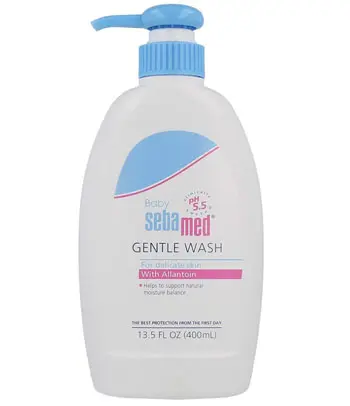 Baby
sebamed®
pH
5.5
GENTLE WASH
For delicate skin
With Allantoin
• Helps to support natural
moisture balance
THE BEST PROTECTION FROM THE FIRST DAY
13.5 FL OZ (400mL)